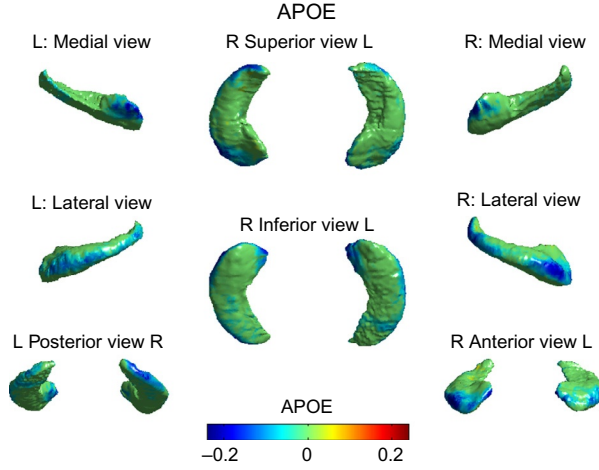 APOE
L: Medial view
R Superior view L
R: Medial view
L: Lateral view
R Inferior view L
R: Lateral view
L Posterior view R
R Anterior view L
APOE
–0.2 0 0.2